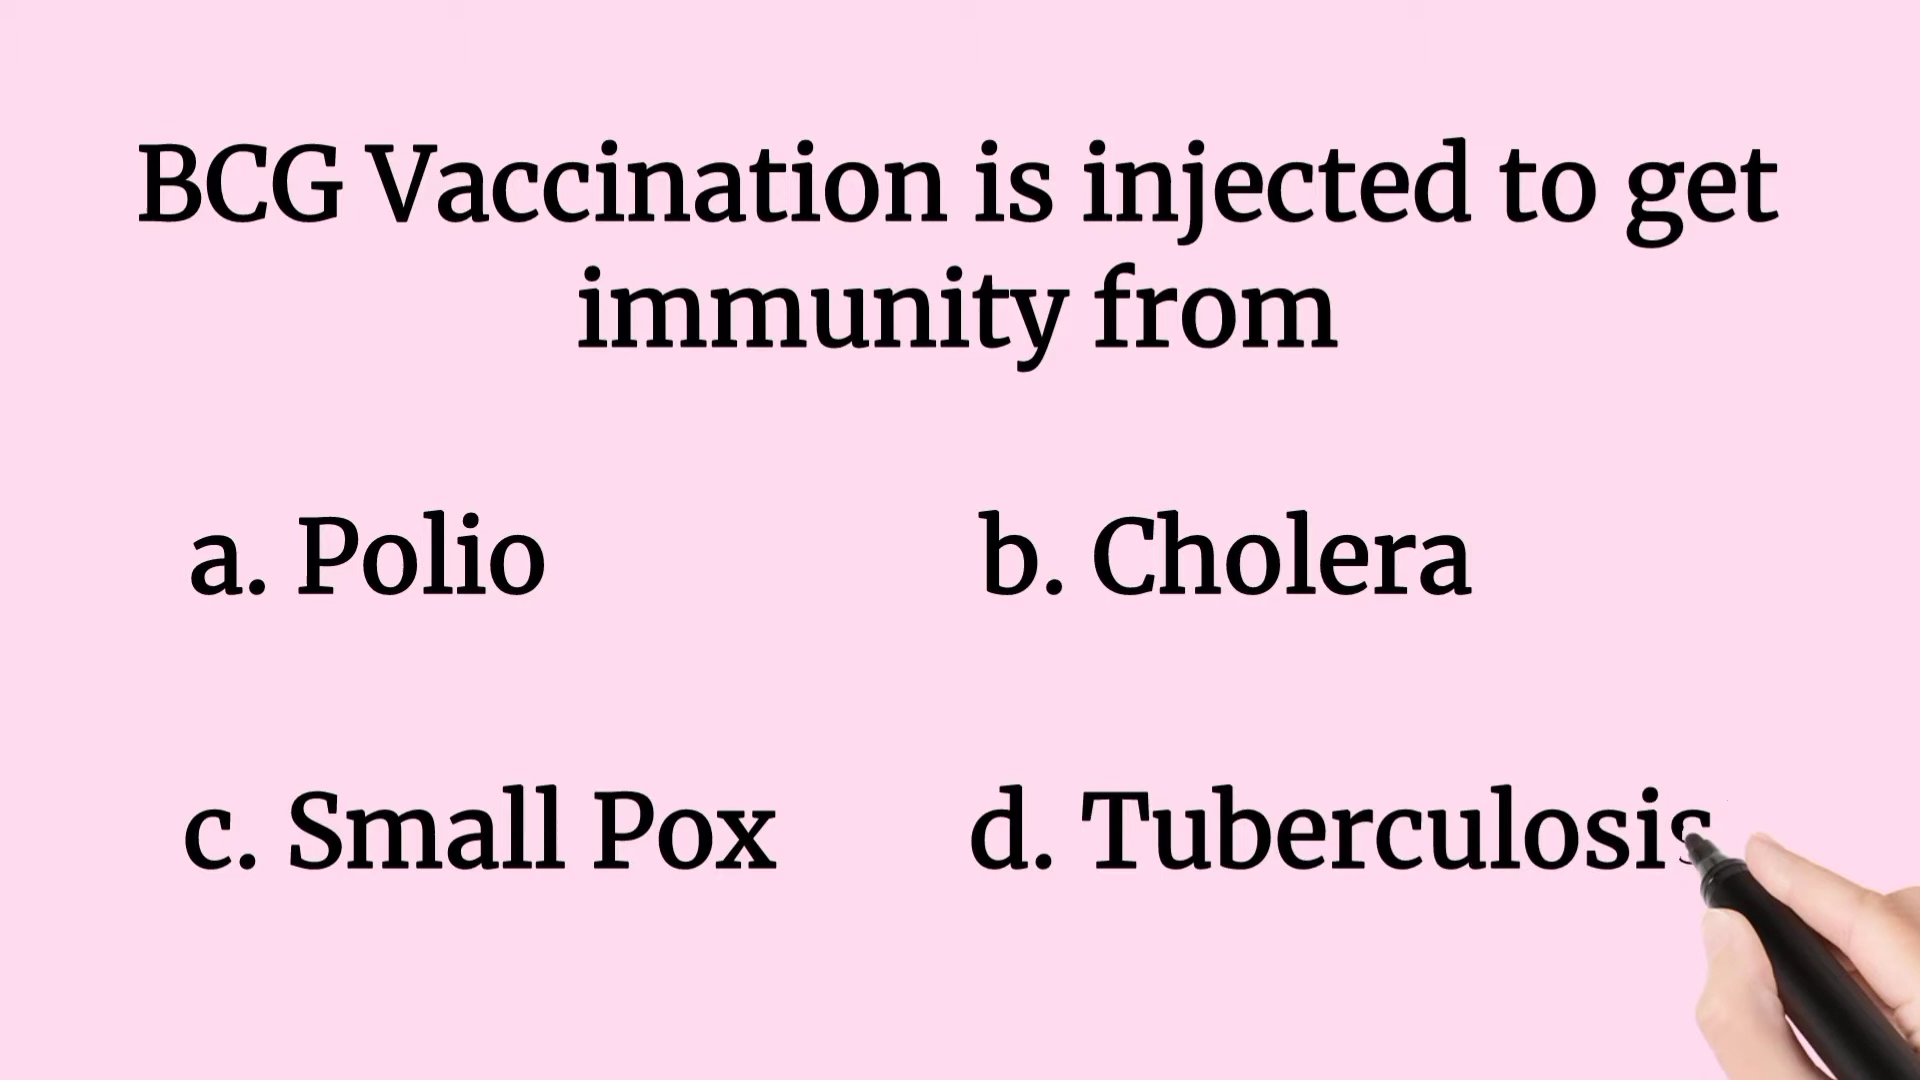 BCG Vaccination is injected to get
immunity from
a. Polio
b. Cholera
c. Small Pox
d. Tuberculosis